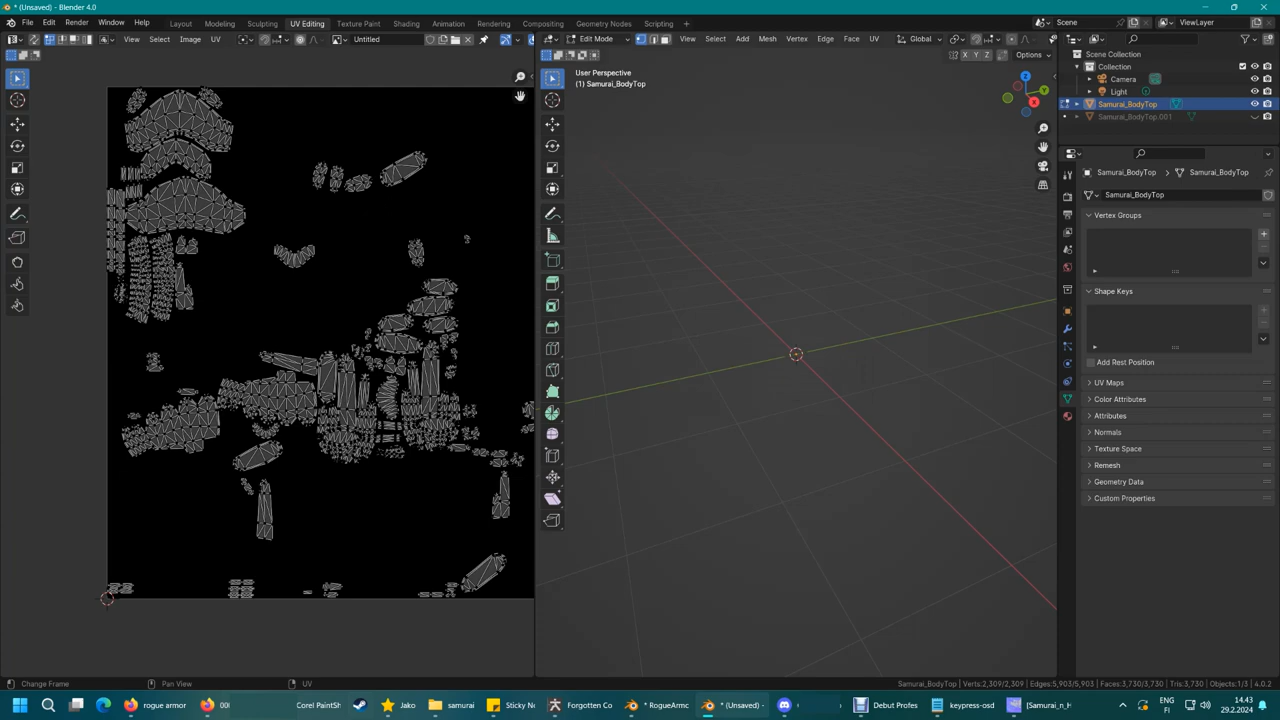 * (Unsaved) - Blender 4.0
File Edit Render Window Help Layout Modeling Sculpting UV Editing Texture Paint Shading Animation Rendering Compositing Geometry Nodes Scripting + Scene ViewLayer
View Select Image UV Untitled
Edit Mode View Select Add Mesh Vertex Edge Face UV Global
X Y Z Options
User Perspective
(1) Samurai_BodyTop
Scene Collection
Collection
Camera
Light
Samurai_BodyTop
Samurai_BodyTop.001
Samurai_BodyTop Samurai_BodyTop
Samurai_BodyTop
Vertex Groups
Shape Keys
Add Rest Position
UV Maps
Color Attributes
Attributes
Normals
Texture Space
Remesh
Geometry Data
Custom Properties
Change Frame Pan View UV Samurai_BodyTop | Verts:2,309/2,309 | Edges:5,903/5,903 | Faces:3,730/3,730 | Tris:3,730 | Objects:1/3 | 4.0.2
rogue armor 00( Corel PaintSh Jako samurai Sticky No Forgotten Co * RogueArmo * (Unsaved) - Debut Profes keypress-osd [Samurai_n_H ENG FI 14.43 29.2.2024